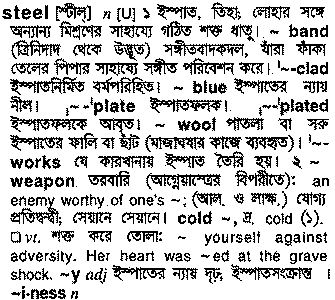 steel [স্টীল্] n [U] ১ ইস্পাত, তিহা; লোহার সঙ্গে
অন্যান্য মিশ্রণের সাহায্যে গঠিত শক্ত ধাতু। ~ band
(ত্রিনিদাদ থেকে উদ্ভূত) সঙ্গীতবাদকদল, যাঁরা ফাঁকা
তেলের পিপার সাহায্যে সঙ্গীত পরিবেশন করে। '~-clad
ইস্পাতনির্মিত বর্মপরিহিত। ~ blue ইস্পাতের ন্যায়
নীল। ,~-'plate ইস্পাতফলক। ,~-'plated
ইস্পাতফলকে আবৃত। ~ wool পাতলা বা সরু
ইস্পাতের ফালি বা ছাঁট (মাজাঘষার কাজে ব্যবহৃত)। '~-
works যে কারখানায় ইস্পাত তৈরি হয়। ২ ~
weapon তরবারি (আগ্নেয়াস্ত্রের বিপরীতে): an
enemy worthy of one's ~; (আল. ও লাক্ষ.) যোগ্য
প্রতিদ্বন্দ্বী; সেয়ানে সেয়ানে। cold ~, দ্র. cold (১).
□ vt. শক্ত করে তোলা: ~ yourself against
adversity. Her heart was ~ed at the grave
shock. ~y adj ইস্পাতের ন্যায় দৃঢ়; ইস্পাতসংক্রান্ত।
~i·ness n